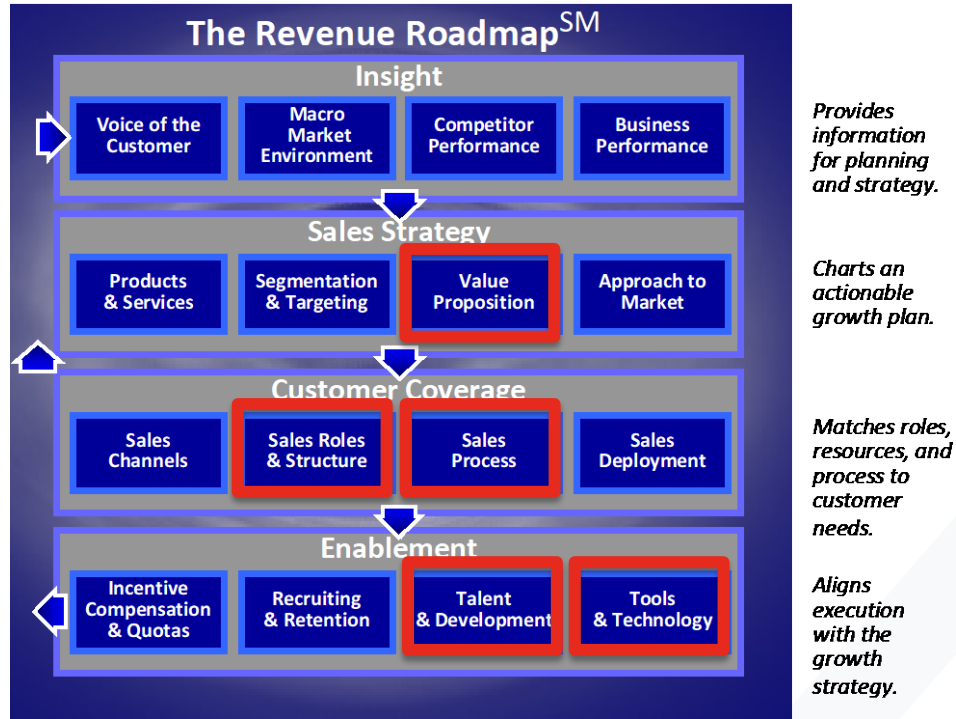 The Revenue Roadmap SM
Insight
Voice of the
Customer
Macro
Market
Environment
Competitor
Performance
Business
Performance
Provides
information
for planning
and strategy.
Sales Strategy
Products
& Services
Segmentation
& Targeting
Value
Proposition
Approach to
Market
Charts an
actionable
growth plan.
Customer Coverage
Sales
Channels
Sales Roles
& Structure
Sales
Process
Sales
Deployment
Matches roles,
resources, and
process to
customer
needs.
Enablement
Incentive
Compensation
& Quotas
Recruiting
& Retention
Talent
& Development
Tools
& Technology
Aligns
execution
with the
growth
strategy.